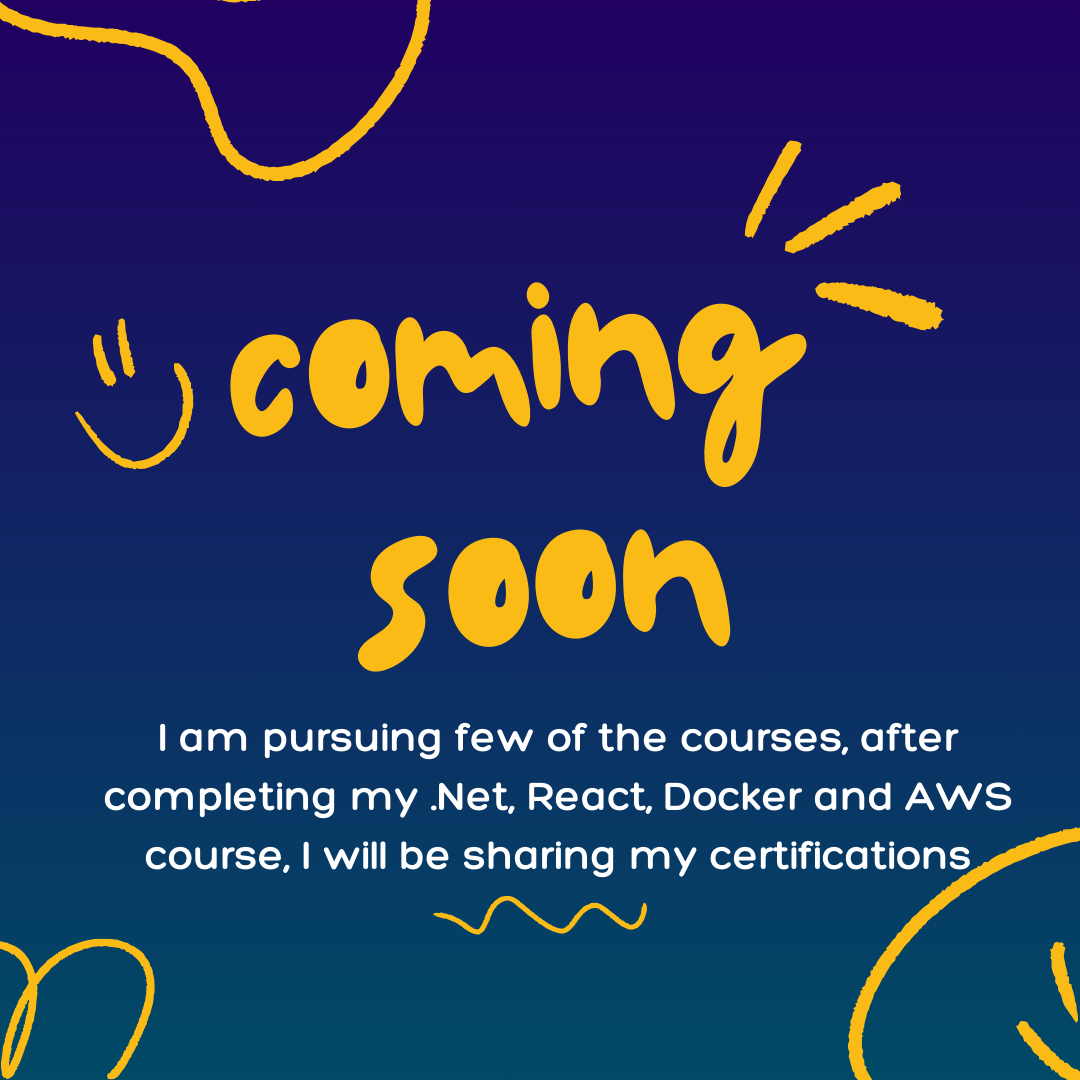 coming
soon
I am pursuing few of the courses, after
completing my .Net, React, Docker and AWS
course, I will be sharing my certifications